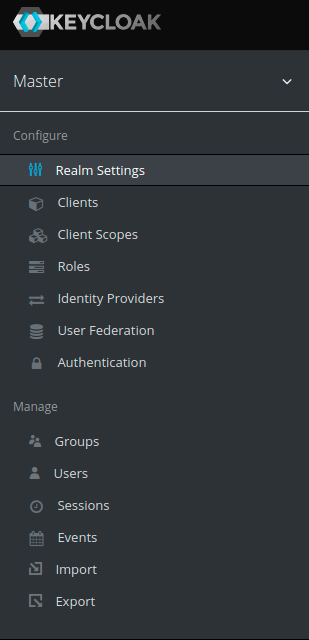 KEYCLOAK
Master
Configure
Realm Settings
Clients
Client Scopes
Roles
Identity Providers
User Federation
Authentication
Manage
Groups
Users
Sessions
Events
Import
Export